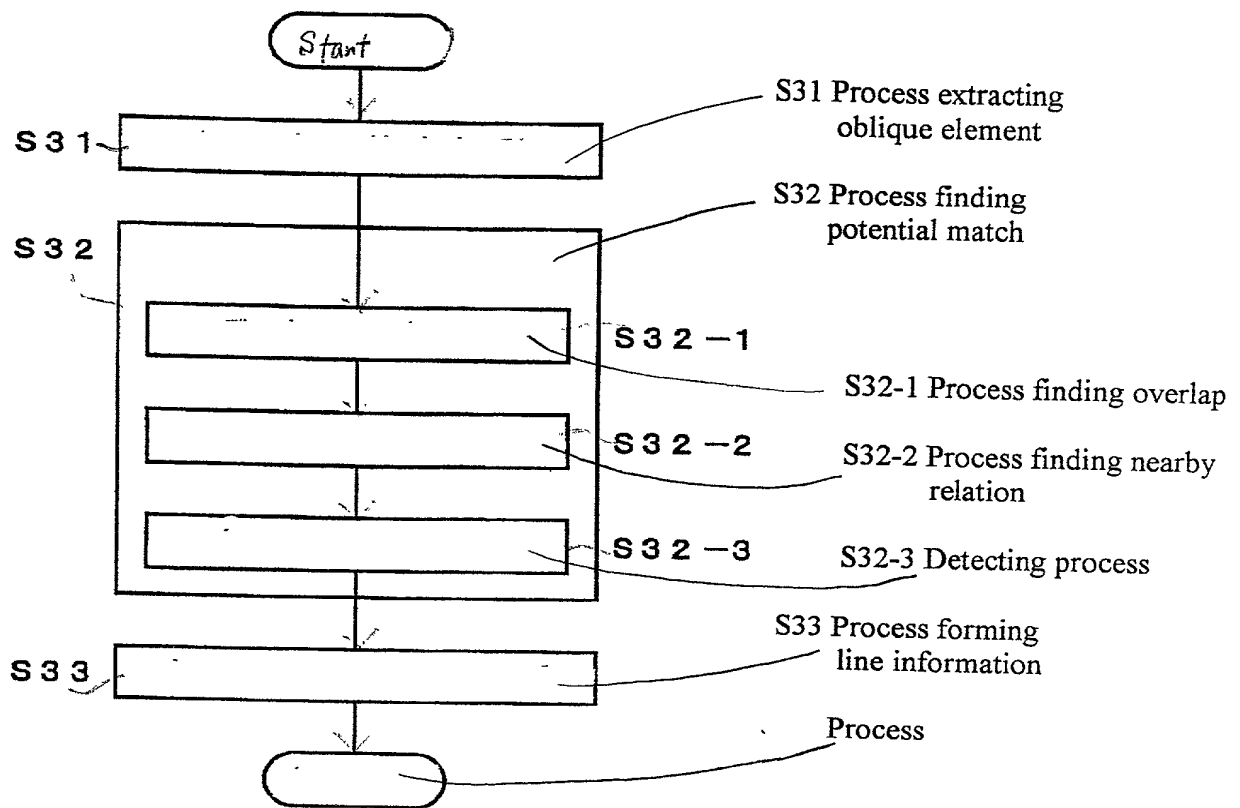 Start
S31
S31 Process extracting
oblique element
S32 Process finding
potential match
S32
S32-1
S32-1 Process finding overlap
S32-2
S32-2 Process finding nearby
relation
S32-3
S32-3 Detecting process
S33 Process forming
line information
S33
Process